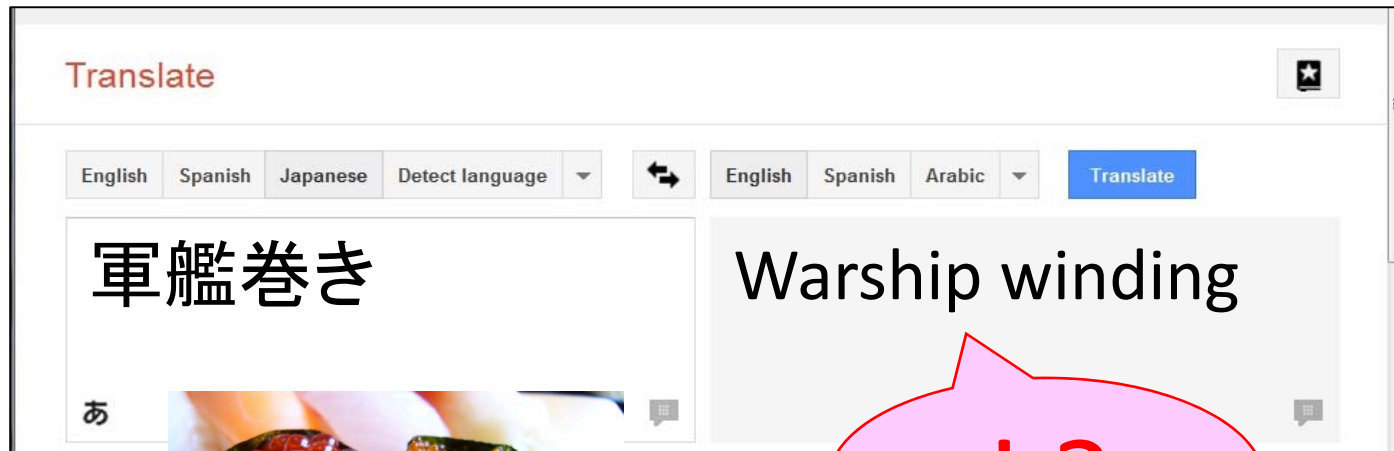 Translate
English Spanish Japanese Detect language
English Spanish Arabic
Translate
軍艦巻き
Warship winding
あ